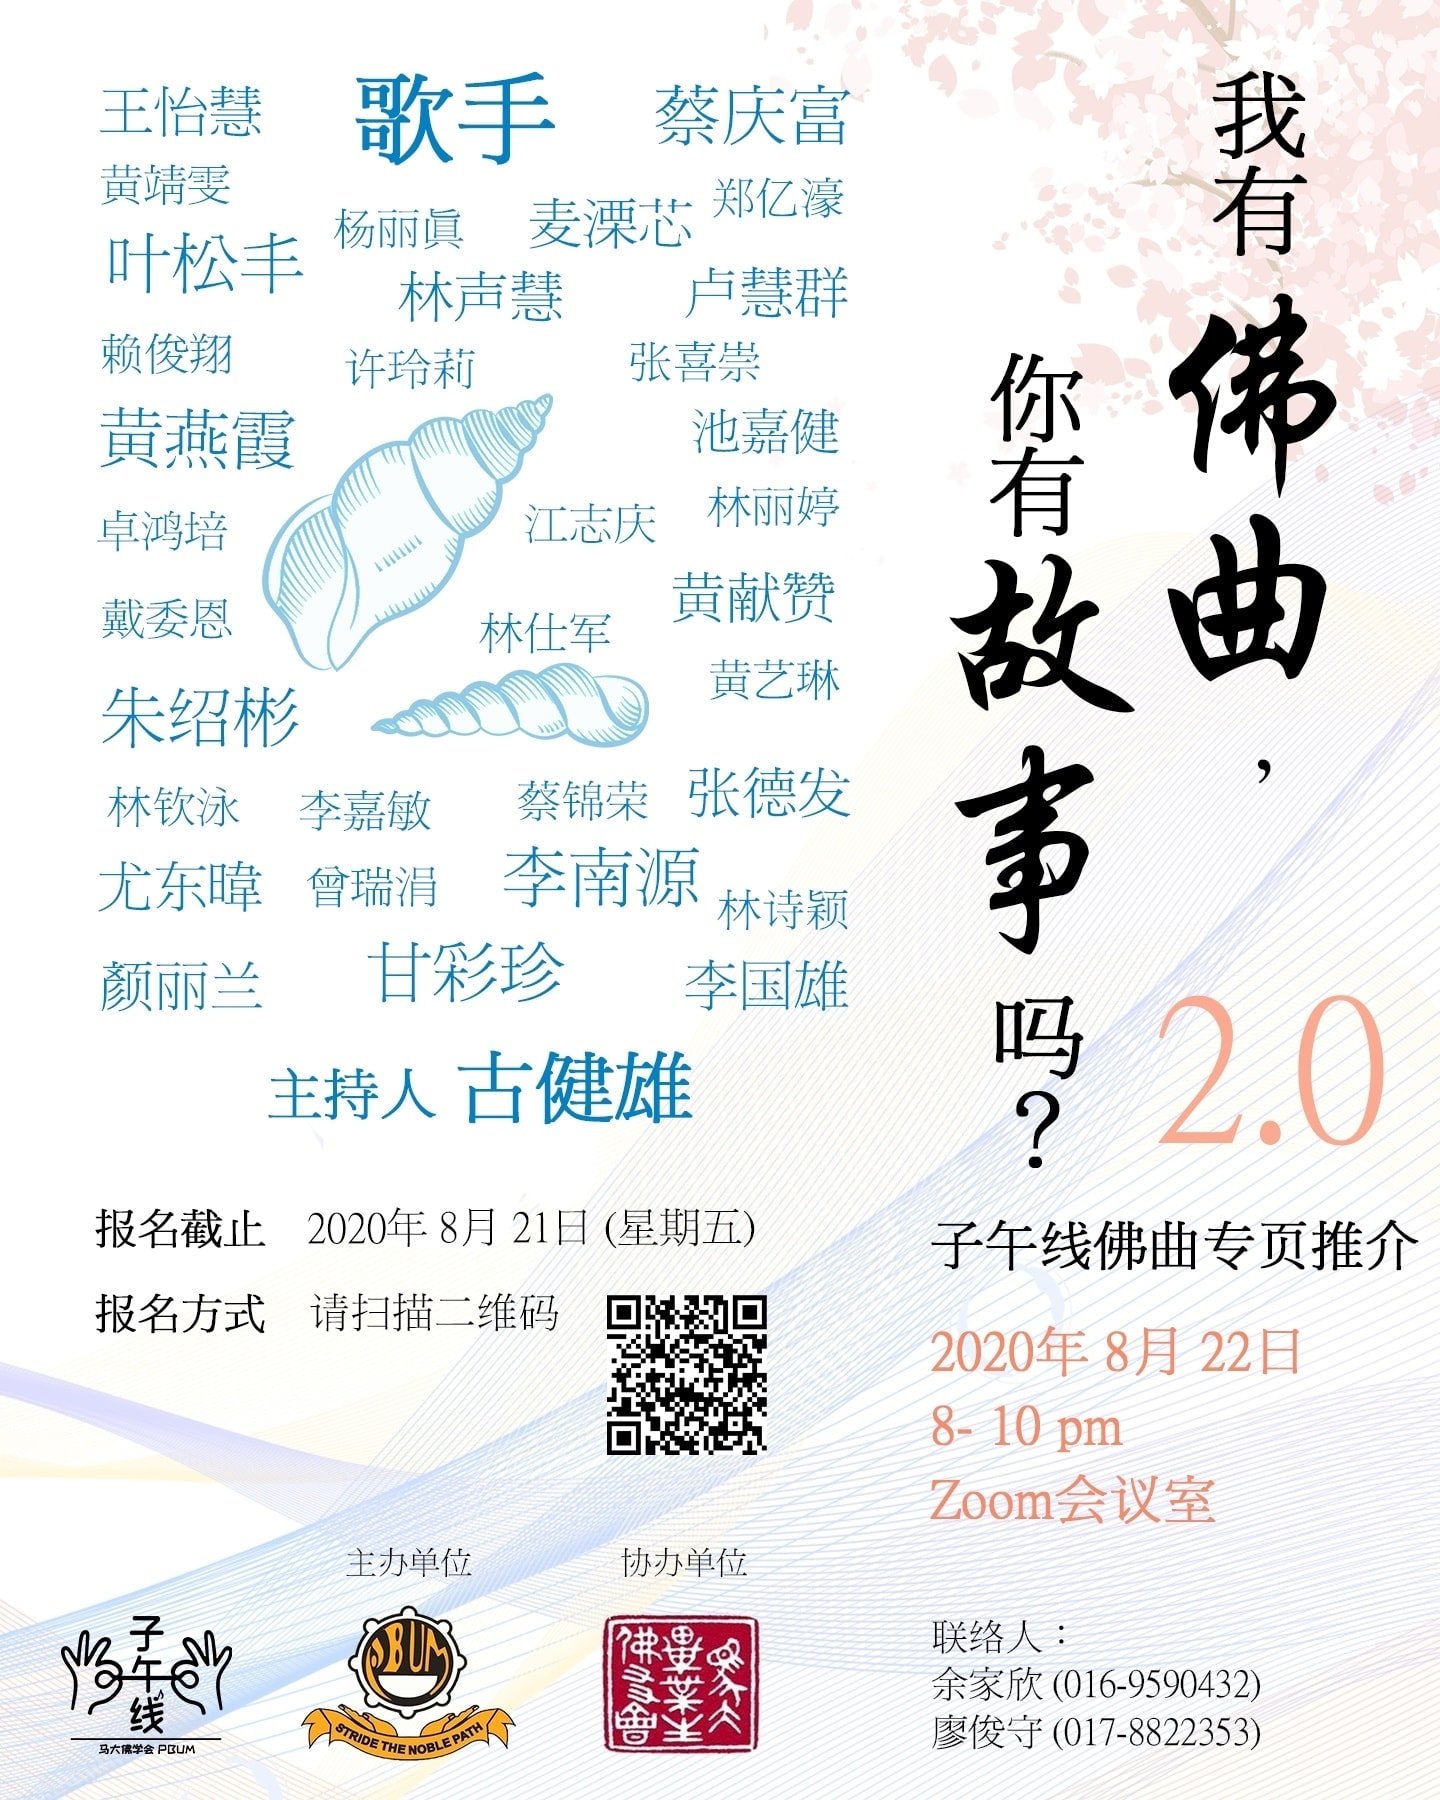 我有佛曲，
你有故事吗？
2.0
歌手
王怡慧
蔡庆富
黄靖雯
杨丽眞
麦溧芯
郑亿濠
叶松丰
林声慧
卢慧群
赖俊翔
许玲莉
张喜崇
黄燕霞
池嘉健
卓鸿培
江志庆
林丽婷
戴委恩
林仕军
黄献赞
黄艺琳
朱绍彬
林钦泳
李嘉敏
蔡锦荣
张德发
尤东暐
曾瑞涓
李南源
林诗颖
顏丽兰
甘彩珍
李国雄
主持人 古健雄
报名截止 2020年 8月 21日 (星期五)
报名方式 请扫描二维码
子午线佛曲专页推介
2020年 8月 22日
8- 10 pm
Zoom会议室
主办单位
协办单位
子午线
马大佛学会 PBUM
PBUM
STRIDE THE NOBLE PATH
联络人：
余家欣 (016-9590432)
廖俊守 (017-8822353)